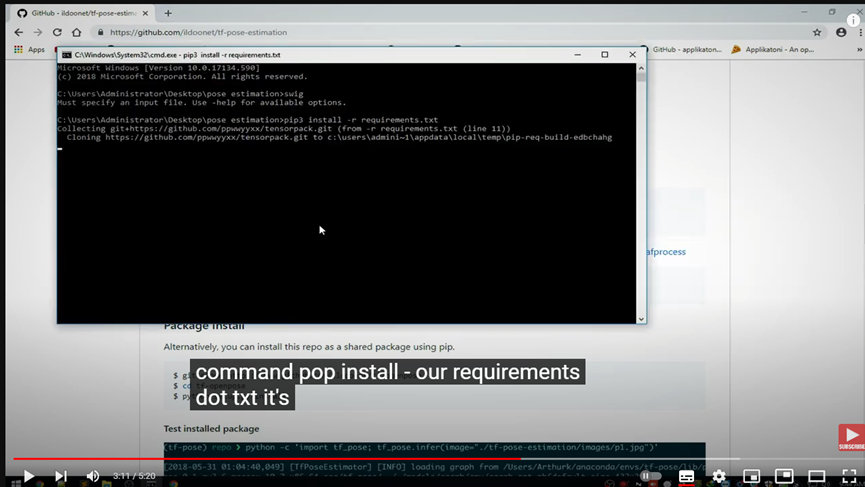 GitHub - ildoonet/tf-pose-estimation
https://github.com/ildoonet/tf-pose-estimation
Apps
GitHub - applikaton...
Applikatoni - An op...
C:\Windows\System32\cmd.exe - pip3 install -r requirements.txt
Microsoft Windows [Version 10.0.17134.590]
(c) 2018 Microsoft Corporation. All rights reserved.
C:\Users\Administrator\Desktop\pose estimation>swig
Must specify an input file. Use -help for available options.
C:\Users\Administrator\Desktop\pose estimation>pip3 install -r requirements.txt
Collecting git+https://github.com/ppwwyyxx/tensorpack.git (from -r requirements.txt (line 11))
Cloning https://github.com/ppwwyyxx/tensorpack.git to c:\users\admini~1\appdata\local\temp\pip-req-build-edbchahg
afprocess
Package Install
Alternatively, you can install this repo as a shared package using pip.
$ git
$ cd tf-openpose
$ py
command pop install - our requirements
dot txt it's
Test installed package
(tf-pose) repo > python -c 'import tf_pose; tf_pose.infer(image="./tf-pose-estimation/images/p1.jpg")'
[2018-05-31 01:04:40,049] [TfPoseEstimator] [INFO] loading graph from /Users/Arthurk/anaconda/envs/tf-pose/lib/p
3:11 / 5:20
SUBSCRIBE